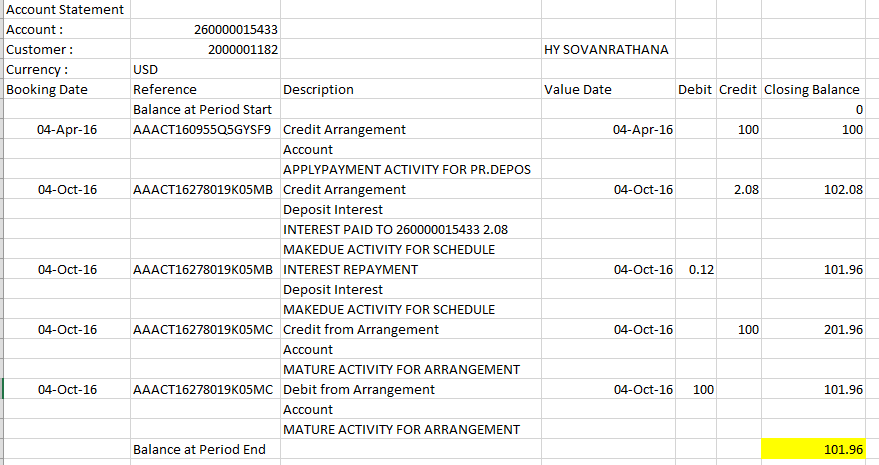 Account Statement
Account : 260000015433
Customer : 2000001182 HY SOVANRATHANA
Currency : USD
Booking Date Reference Description Value Date Debit Credit Closing Balance
Balance at Period Start 0
04-Apr-16 AAACT160955Q5GYSF9 Credit Arrangement 04-Apr-16 100 100
Account
APPLYPAYMENT ACTIVITY FOR PR.DEPOS
04-Oct-16 AAACT16278019K05MB Credit Arrangement 04-Oct-16 2.08 102.08
Deposit Interest
INTEREST PAID TO 260000015433 2.08
MAKEDUE ACTIVITY FOR SCHEDULE
04-Oct-16 AAACT16278019K05MB INTEREST REPAYMENT 04-Oct-16 0.12 101.96
Deposit Interest
MAKEDUE ACTIVITY FOR SCHEDULE
04-Oct-16 AAACT16278019K05MC Credit from Arrangement 04-Oct-16 100 201.96
Account
MATURE ACTIVITY FOR ARRANGEMENT
04-Oct-16 AAACT16278019K05MC Debit from Arrangement 04-Oct-16 100 101.96
Account
MATURE ACTIVITY FOR ARRANGEMENT
Balance at Period End 101.96